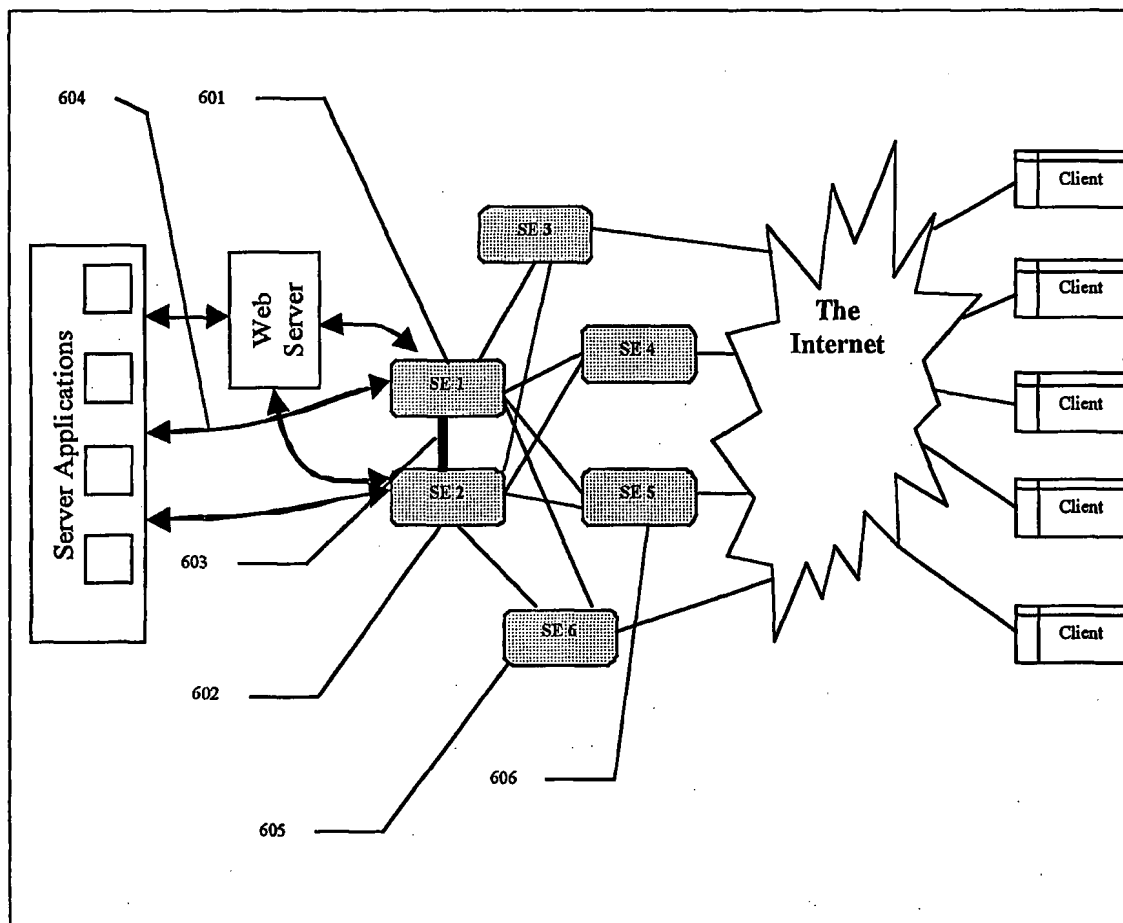 604
601
Client
SE 3
Server Applications
Web
Server
Client
The
Internet
SE 1
SE 4
Client
SE 2
SE 5
Client
603
SE 6
Client
602
606
605